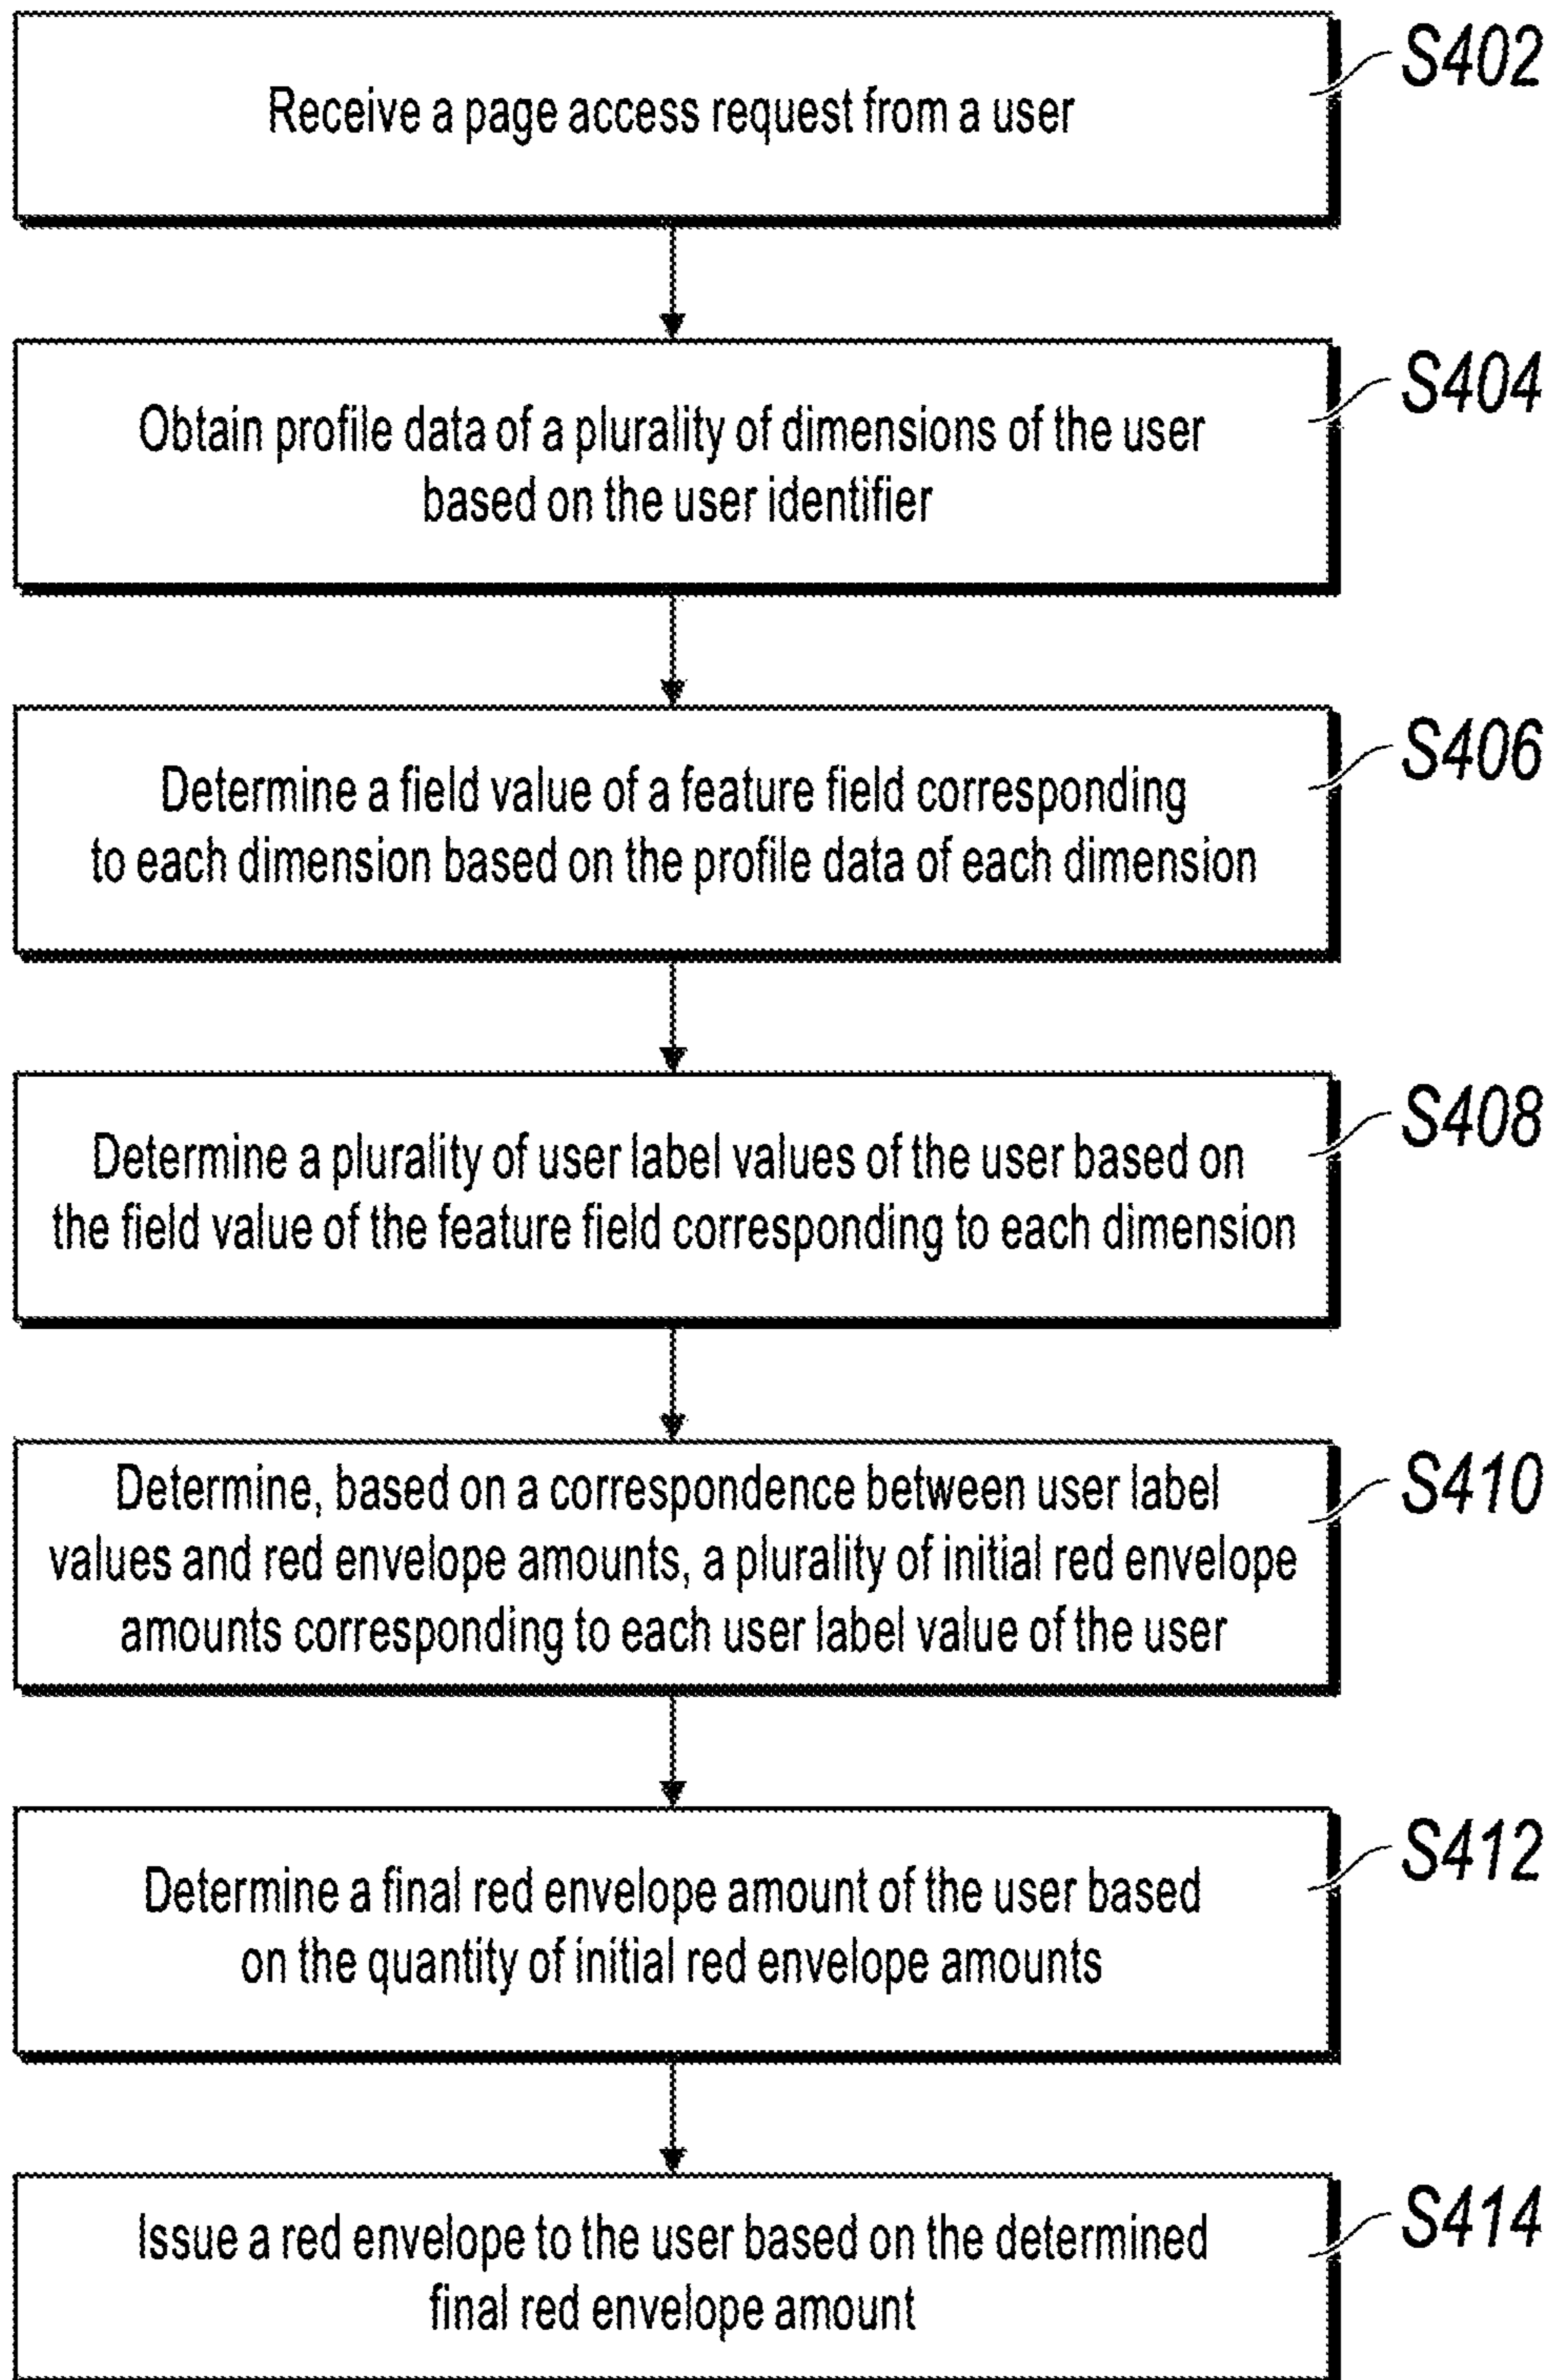 Receive a page access request from a user
S402
Obtain profile data of a plurality of dimensions of the user
based on the user identifier
S404
Determine a field value of a feature field corresponding
to each dimension based on the profile data of each dimension
S406
Determine a plurality of user label values of the user based on
the field value of the feature field corresponding to each dimension
S408
Determine, based on a correspondence between user label
values and red envelope amounts, a plurality of initial red envelope
amounts corresponding to each user label value of the user
S410
Determine a final red envelope amount of the user based
on the quantity of initial red envelope amounts
S412
Issue a red envelope to the user based on the determined
final red envelope amount
S414